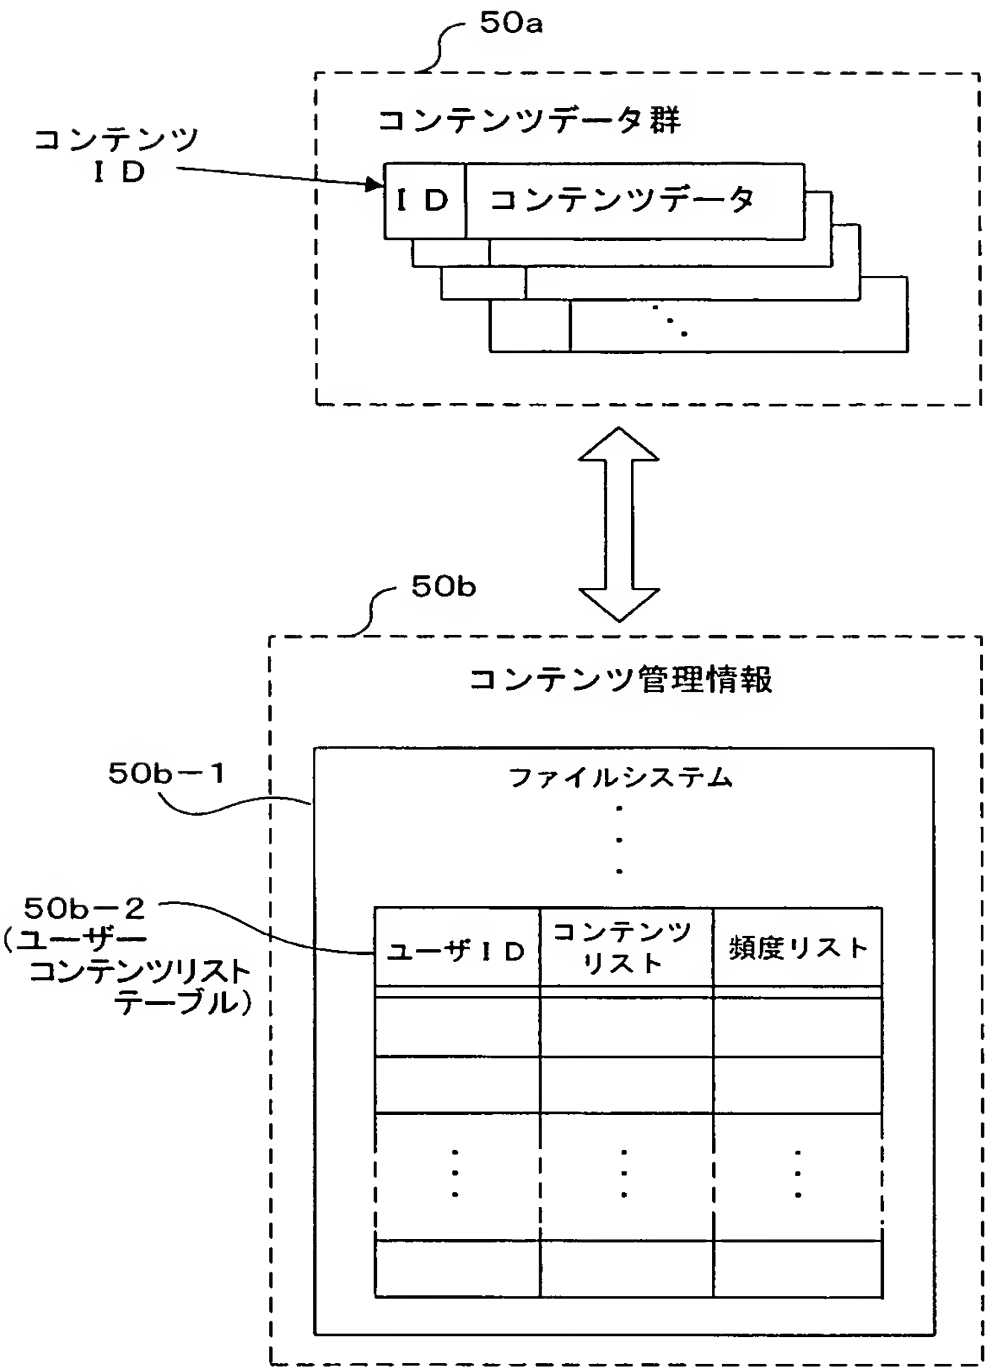 50a
コンテンツデータ群
コンテンツ
ID
ID コンテンツデータ
50b
コンテンツ管理情報
50b-1
ファイルシステム
50b-2
(ユーザー
コンテンツリスト
テーブル)
ユーザID
コンテンツ
リスト
頻度リスト